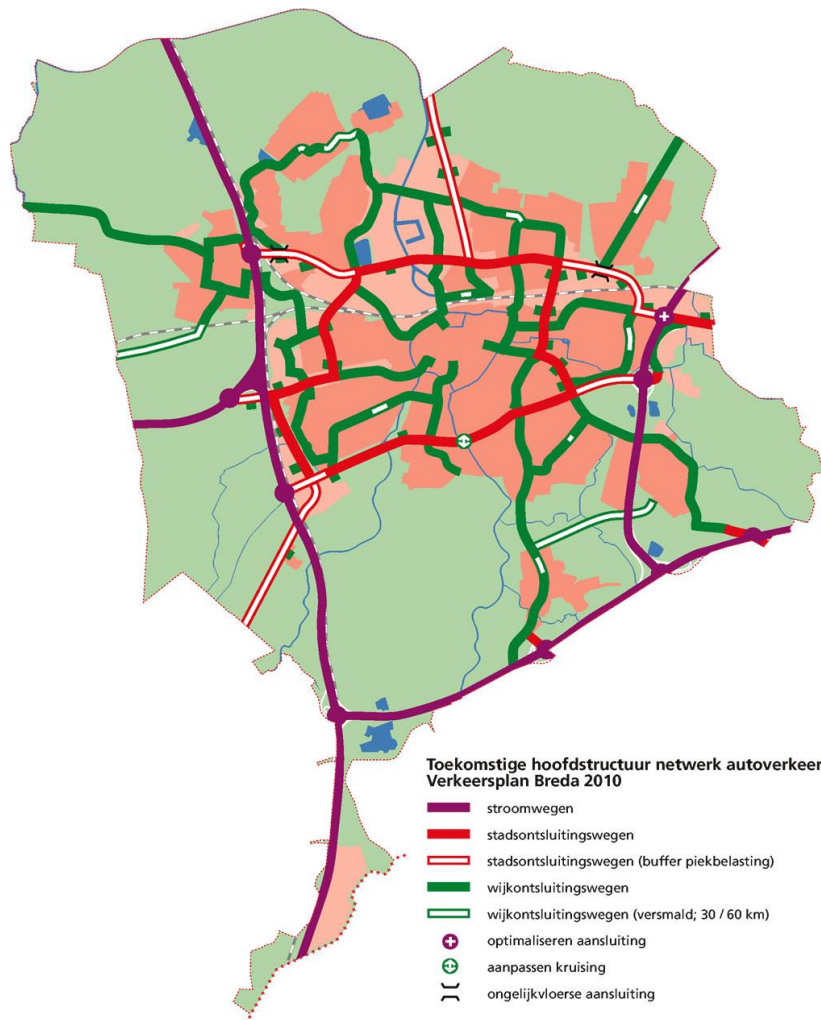 Toekomstige hoofdstructuur netwerk autoverkeer
Verkeersplan Breda 2010
stroomwegen
stadsontsluitingswegen
stadsontsluitingswegen (buffer piekbelasting)
wijkontsluitingswegen
wijkontsluitingswegen (versmald; 30 / 60 km)
optimaliseren aansluiting
aanpassen kruising
ongelijkvloerse aansluiting